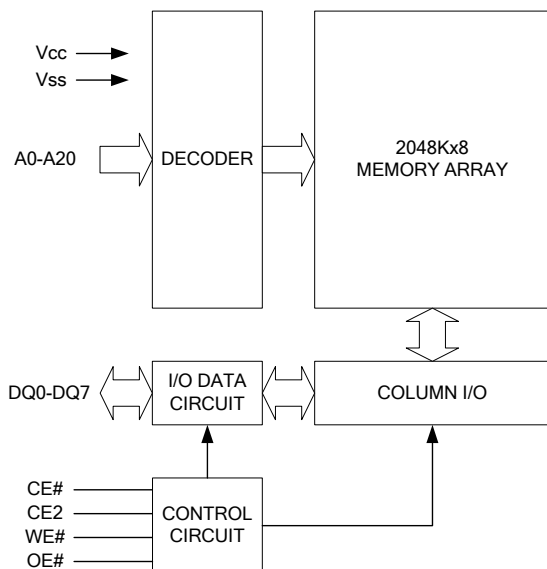 Vcc
Vss
A0-A20
DECODER
2048Kx8
MEMORY ARRAY
DQ0-DQ7
I/O DATA
CIRCUIT
COLUMN I/O
CE#
CE2
WE#
OE#
CONTROL
CIRCUIT